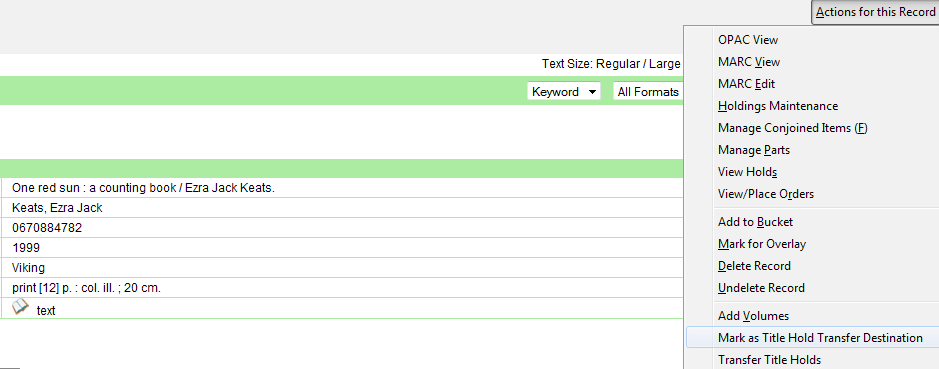 Actions for this Record
OPAC View
MARC View
MARC Edit
Holdings Maintenance
Manage Conjoined Items (F)
Manage Parts
View Holds
View/Place Orders
Add to Bucket
Mark for Overlay
Delete Record
Undelete Record
Add Volumes
Mark as Title Hold Transfer Destination
Transfer Title Holds
Text Size: Regular / Large
Keyword All Formats
One red sun : a counting book / Ezra Jack Keats.
Keats, Ezra Jack
0670884782
1999
Viking
print [12] p. : col. ill. ; 20 cm.
text